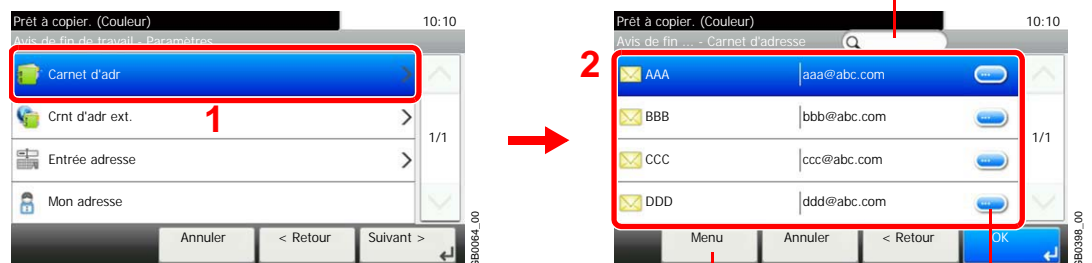 Prêt à copier. (Couleur) 10:10
Avis de fin de travail - Paramètres
Carnet d'adr
Crnt d'adr ext.
1
1/1
Entrée adresse
Mon adresse
Annuler < Retour Suivant >
SB0064_00
Prêt à copier. (Couleur) 10:10
Avis de fin ... - Carnet d'adresse
2
AAA aaa@abc.com
BBB bbb@abc.com
1/1
CCC ccc@abc.com
DDD ddd@abc.com
Menu Annuler < Retour OK
SB0398_00